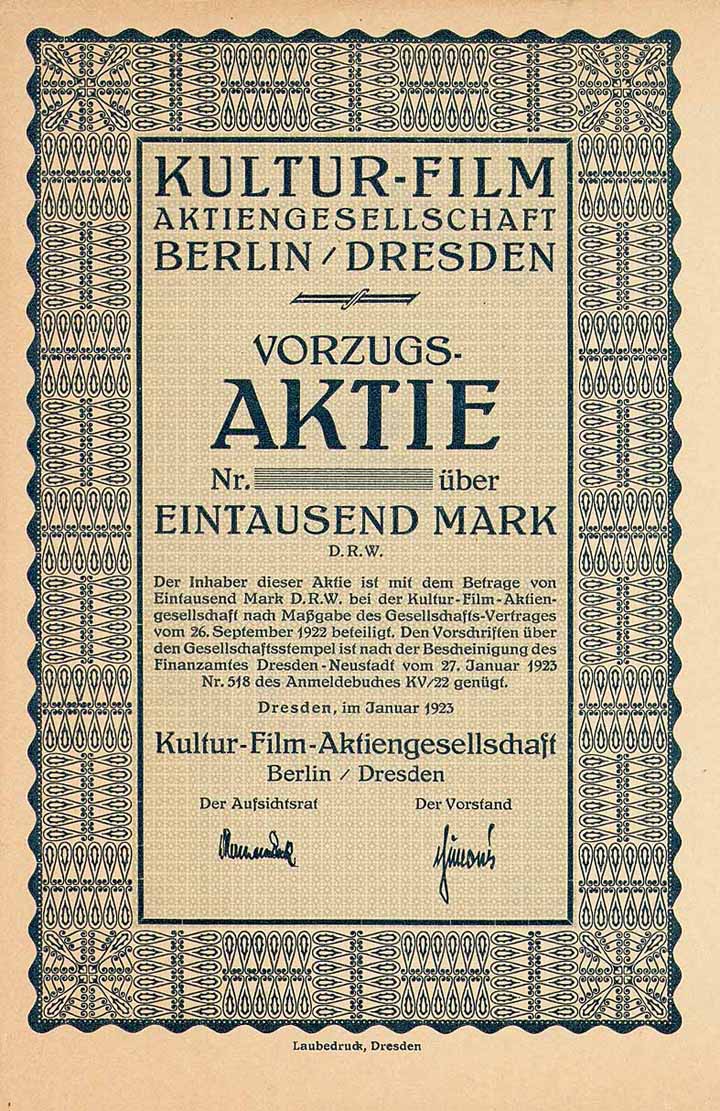 KULTUR-FILM
AKTIENGESELLSCHAFT
BERLIN / DRESDEN
VORZUGS-
AKTIE
Nr. über
EINTAUSEND MARK
D. R. W.
Der Inhaber dieser Aktie ist mit dem Betrage von
Eintausend Mark D. R. W. bei der Kultur-Film-Aktien-
gesellschaft nach Maßgabe des Gesellschafts-Vertrages
vom 26. September 1922 beteiligt. Den Vorschriften über
den Gesellschaftsstempel ist nach der Bescheinigung des
Finanzamtes Dresden-Neustadt vom 27. Januar 1923
Nr. 518 des Anmeldebuches KV/22 genügt.
Dresden, im Januar 1923
Kultur-Film-Aktiengesellschaft
Berlin / Dresden
Der Aufsichtsrat Der Vorstand
Laubedruck, Dresden